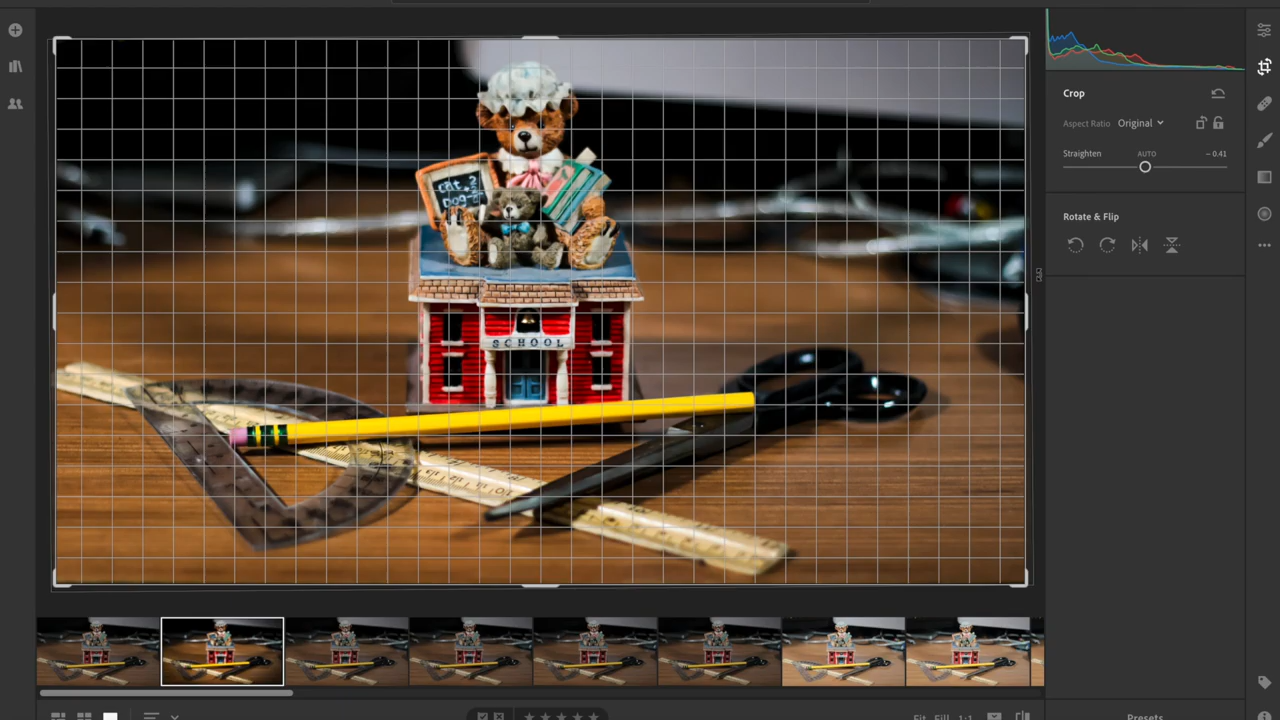 Crop
Aspect Ratio Original
Straighten AUTO – 0.41
Rotate & Flip
cat 2
dog
SCHOOL
Fit Fill 1:1
Presets